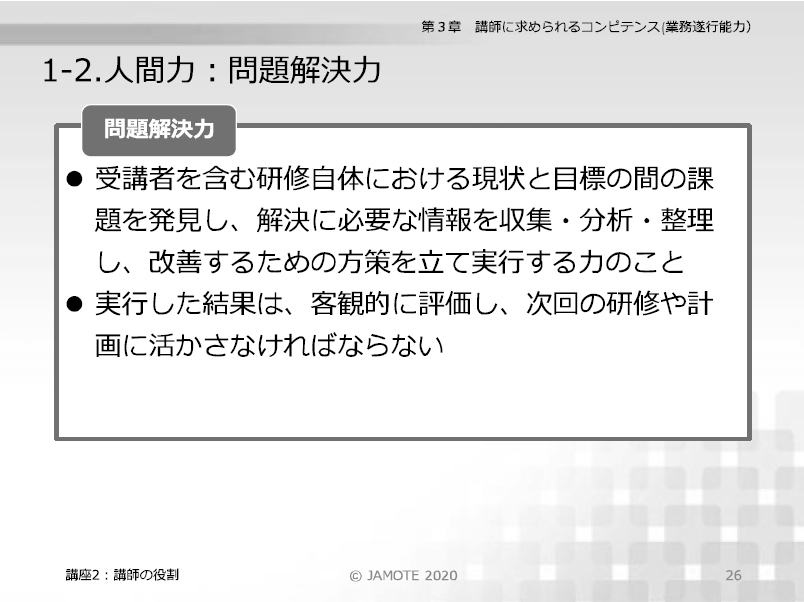 第３章　講師に求められるコンピテンス(業務遂行能力）
1-2.人間力：問題解決力
問題解決力
● 受講者を含む研修自体における現状と目標の間の課
題を発見し、解決に必要な情報を収集・分析・整理
し、改善するための方策を立て実行する力のこと
● 実行した結果は、客観的に評価し、次回の研修や計
画に活かさなければならない
講座2：講師の役割
© JAMOTE 2020
26